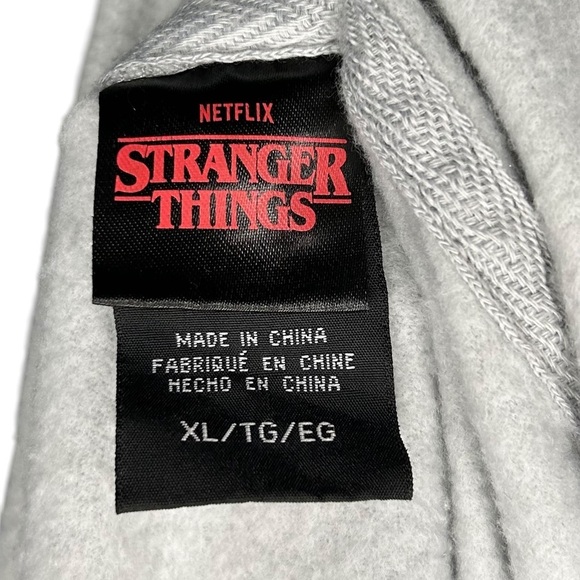 NETFLIX
STRANGER
THINGS
MADE IN CHINA
FABRIQUÉ EN CHINE
HECHO EN CHINA
XL/TG/EG